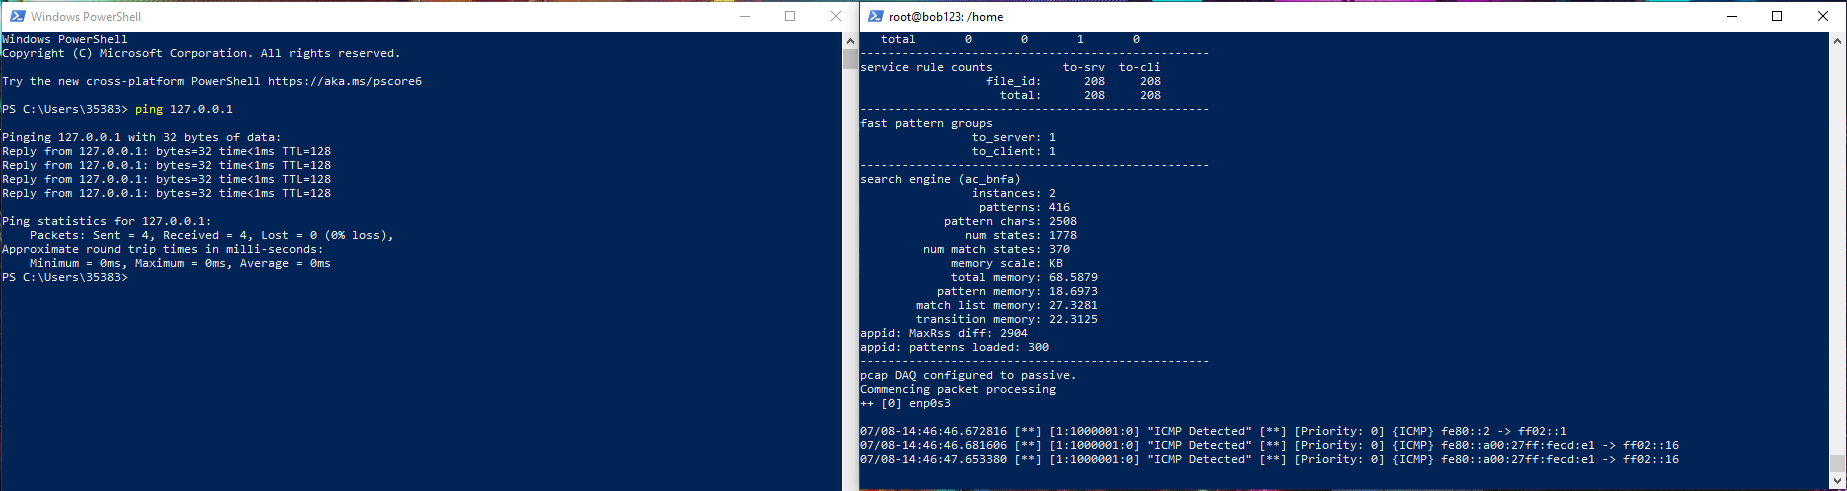 Windows PowerShell
Windows PowerShell
Copyright (C) Microsoft Corporation. All rights reserved.
Try the new cross-platform PowerShell https://aka.ms/pscore6
PS C:\Users\35383> ping 127.0.0.1
Pinging 127.0.0.1 with 32 bytes of data:
Reply from 127.0.0.1: bytes=32 time<1ms TTL=128
Reply from 127.0.0.1: bytes=32 time<1ms TTL=128
Reply from 127.0.0.1: bytes=32 time<1ms TTL=128
Reply from 127.0.0.1: bytes=32 time<1ms TTL=128
Ping statistics for 127.0.0.1:
    Packets: Sent = 4, Received = 4, Lost = 0 (0% loss),
Approximate round trip times in milli-seconds:
    Minimum = 0ms, Maximum = 0ms, Average = 0ms
PS C:\Users\35383>
root@bob123: /home
   total       0       0       1       0
--------------------------------------------------
service rule counts          to-srv  to-cli
                  file_id:      208     208
                    total:      208     208
--------------------------------------------------
fast pattern groups
                to_server: 1
                to_client: 1
--------------------------------------------------
search engine (ac_bnfa)
                instances: 2
                 patterns: 416
            pattern chars: 2508
               num states: 1778
         num match states: 370
             memory scale: KB
             total memory: 68.5879
           pattern memory: 18.6973
        match list memory: 27.3281
        transition memory: 22.3125
appid: MaxRss diff: 2904
appid: patterns loaded: 300
--------------------------------------------------
pcap DAQ configured to passive.
Commencing packet processing
++ [0] enp0s3
07/08-14:46:46.672816 [**] [1:1000001:0] "ICMP Detected" [**] [Priority: 0] {ICMP} fe80::2 -> ff02::1
07/08-14:46:46.681606 [**] [1:1000001:0] "ICMP Detected" [**] [Priority: 0] {ICMP} fe80::a00:27ff:fecd:e1 -> ff02::16
07/08-14:46:47.653380 [**] [1:1000001:0] "ICMP Detected" [**] [Priority: 0] {ICMP} fe80::a00:27ff:fecd:e1 -> ff02::16